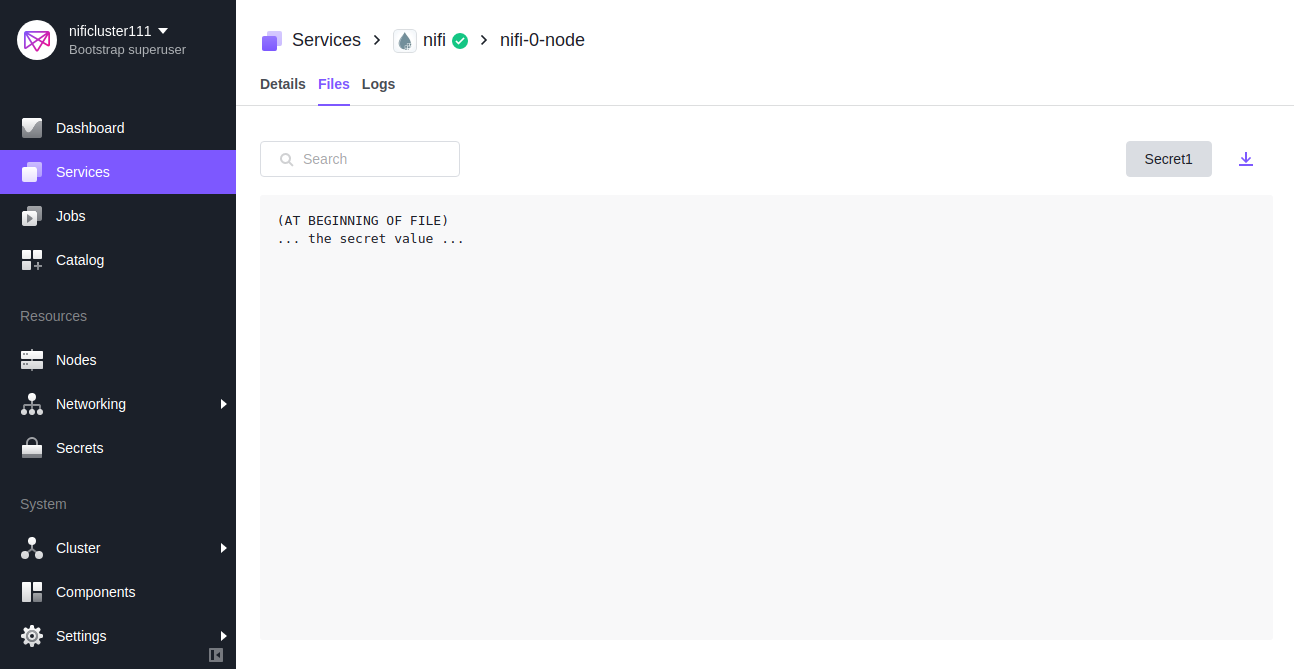 nificluster111
Bootstrap superuser
Dashboard
Services
Jobs
Catalog
Resources
Nodes
Networking
Secrets
System
Cluster
Components
Settings
Services nifi nifi-0-node
Details Files Logs
Search
Secret1
(AT BEGINNING OF FILE)
... the secret value ...